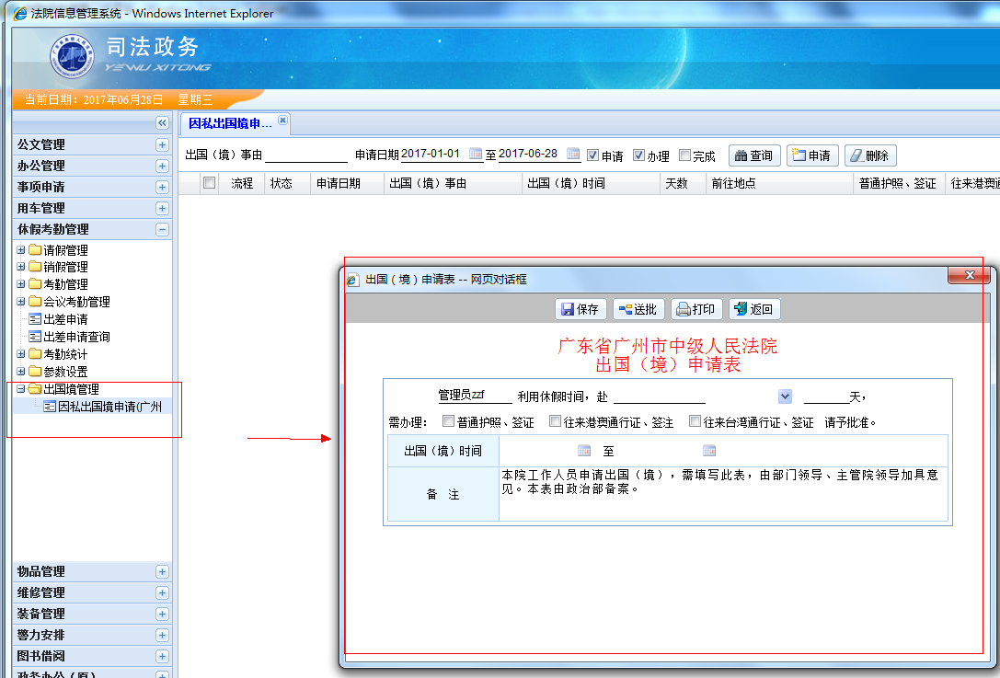 法院信息管理系统 - Windows Internet Explorer
司法政务
YEWU XITONG
当前日期：2017年06月28日 星期三
因私出国境申...
公文管理
办公管理
事项申请
用车管理
休假考勤管理
请假管理
销假管理
考勤管理
会议考勤管理
出差申请
出差申请查询
考勤统计
参数设置
出国境管理
因私出国境申请(广州
物品管理
维修管理
装备管理
警力安排
图书借阅
政务办公（原）
出国（境）事由 申请日期 2017-01-01 至 2017-06-28 申请 办理 完成 查询 申请 删除
流程 状态 申请日期 出国（境）事由 出国（境）时间 天数 前往地点 普通护照、签证 往来港澳通
出国（境）申请表 -- 网页对话框
保存 送批 打印 返回
广东省广州市中级人民法院
出国（境）申请表
管理员zzf 利用休假时间，赴 天，
需办理： 普通护照、签证 往来港澳通行证、签注 往来台湾通行证、签证 请予批准。
出国（境）时间 至
备 注
本院工作人员申请出国（境），需填写此表，由部门领导、主管院领导加具意
见。本表由政治部备案。